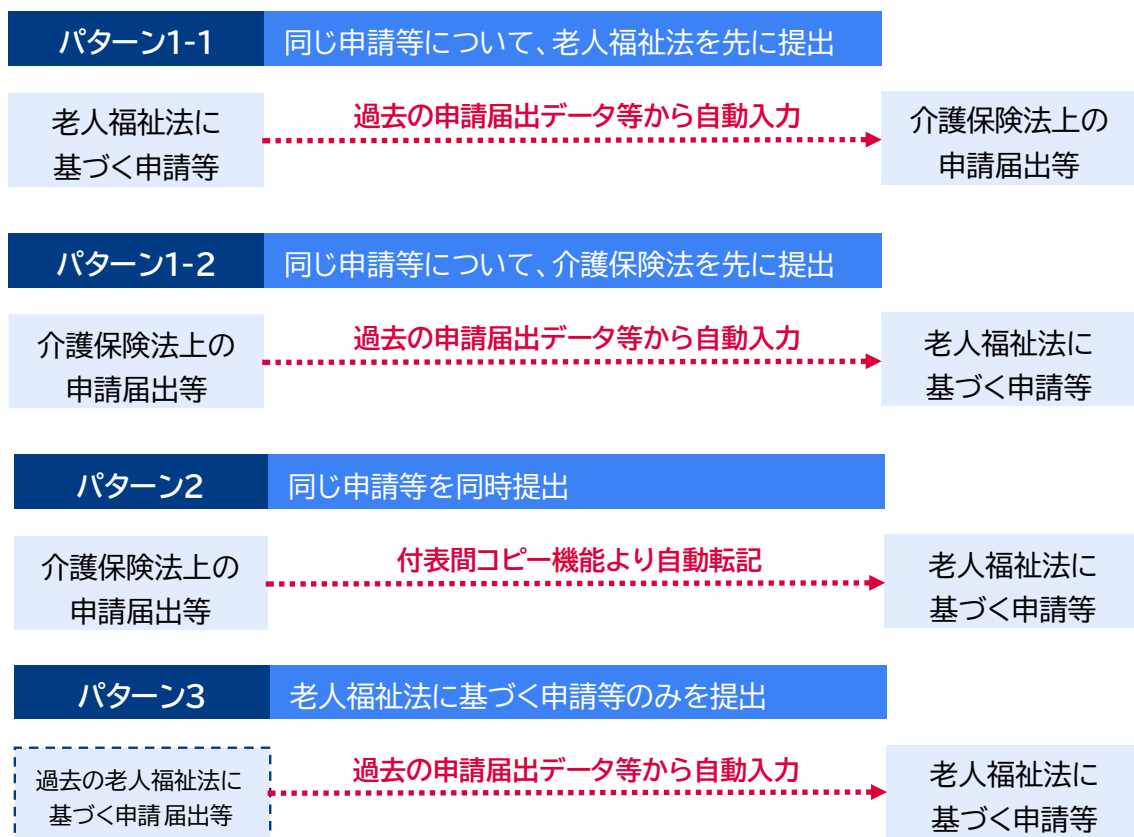 パターン1-1
同じ申請等について、老人福祉法を先に提出
老人福祉法に
基づく申請等
過去の申請届出データ等から自動入力
介護保険法上の
申請届出等
パターン1-2
同じ申請等について、介護保険法を先に提出
介護保険法上の
申請届出等
過去の申請届出データ等から自動入力
老人福祉法に
基づく申請等
パターン2
同じ申請等を同時提出
介護保険法上の
申請届出等
付表間コピー機能より自動転記
老人福祉法に
基づく申請等
パターン3
老人福祉法に基づく申請等のみを提出
過去の老人福祉法に
基づく申請届出等
過去の申請届出データ等から自動入力
老人福祉法に
基づく申請等